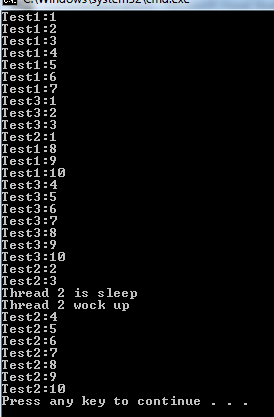 C:\Windows\system32\cmd.exe
Test1:1
Test1:2
Test1:3
Test1:4
Test1:5
Test1:6
Test1:7
Test3:1
Test3:2
Test3:3
Test2:1
Test1:8
Test1:9
Test1:10
Test3:4
Test3:5
Test3:6
Test3:7
Test3:8
Test3:9
Test3:10
Test2:2
Test2:3
Thread 2 is sleep
Thread 2 wock up
Test2:4
Test2:5
Test2:6
Test2:7
Test2:8
Test2:9
Test2:10
Press any key to continue . . .